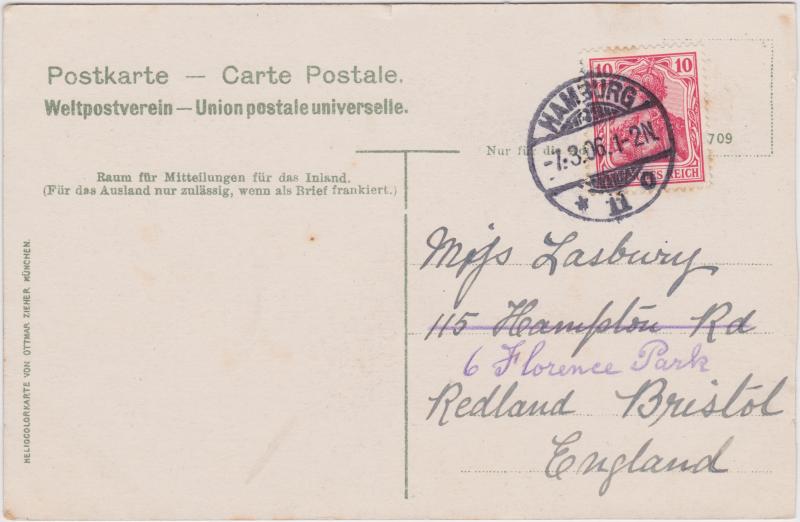 Postkarte — Carte Postale.
Weltpostverein — Union postale universelle.
Raum für Mitteilungen für das Inland.
(Für das Ausland nur zulässig, wenn als Brief frankiert.)
HELIOCOLORKARTE VON OTTMAR ZIEHER, MÜNCHEN.
10 10
REICH
HAMBURG
-7.3.06.1-2N.
* 11 o
Nur für die
709
Miss Lasbury
115 Hampton Rd
6 Florence Park
Redland Bristol
England